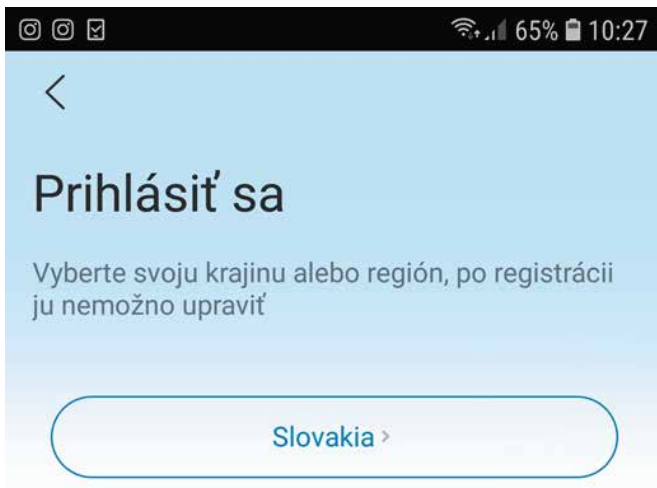 65% 10:27
Prihlásiť sa
Vyberte svoju krajinu alebo región, po registrácii
ju nemožno upraviť
Slovakia